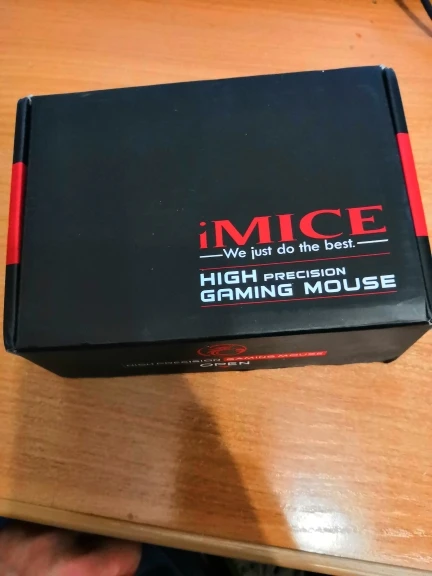 iMICE
We just do the best.
HIGH PRECISION
GAMING MOUSE
HIGH PRECISION GAMING MOUSE
OPEN